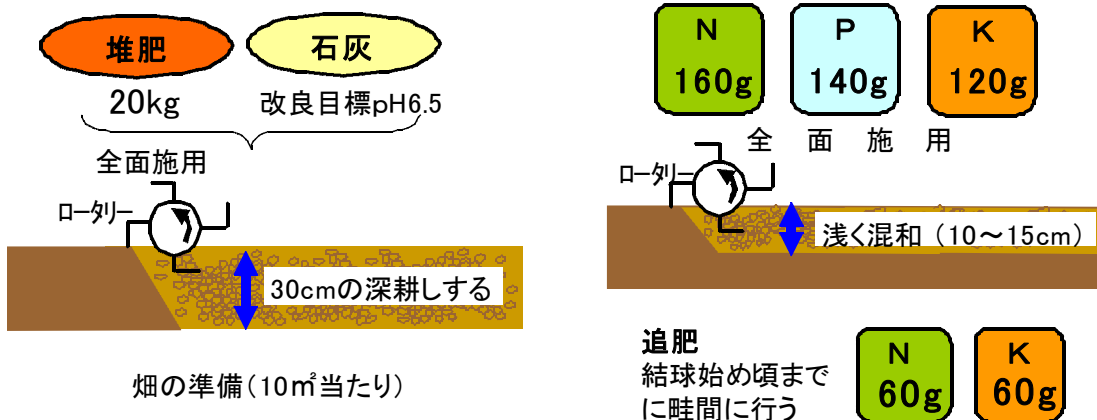 堆肥
石灰
20kg
改良目標pH6.5
全面施用
ロータリー
30cmの深耕しする
畑の準備（10㎡当たり）
N
160g
P
140g
K
120g
全面施用
ロータリー
浅く混和（10～15cm）
追肥
結球始め頃まで
に畦間に行う
N
60g
K
60g